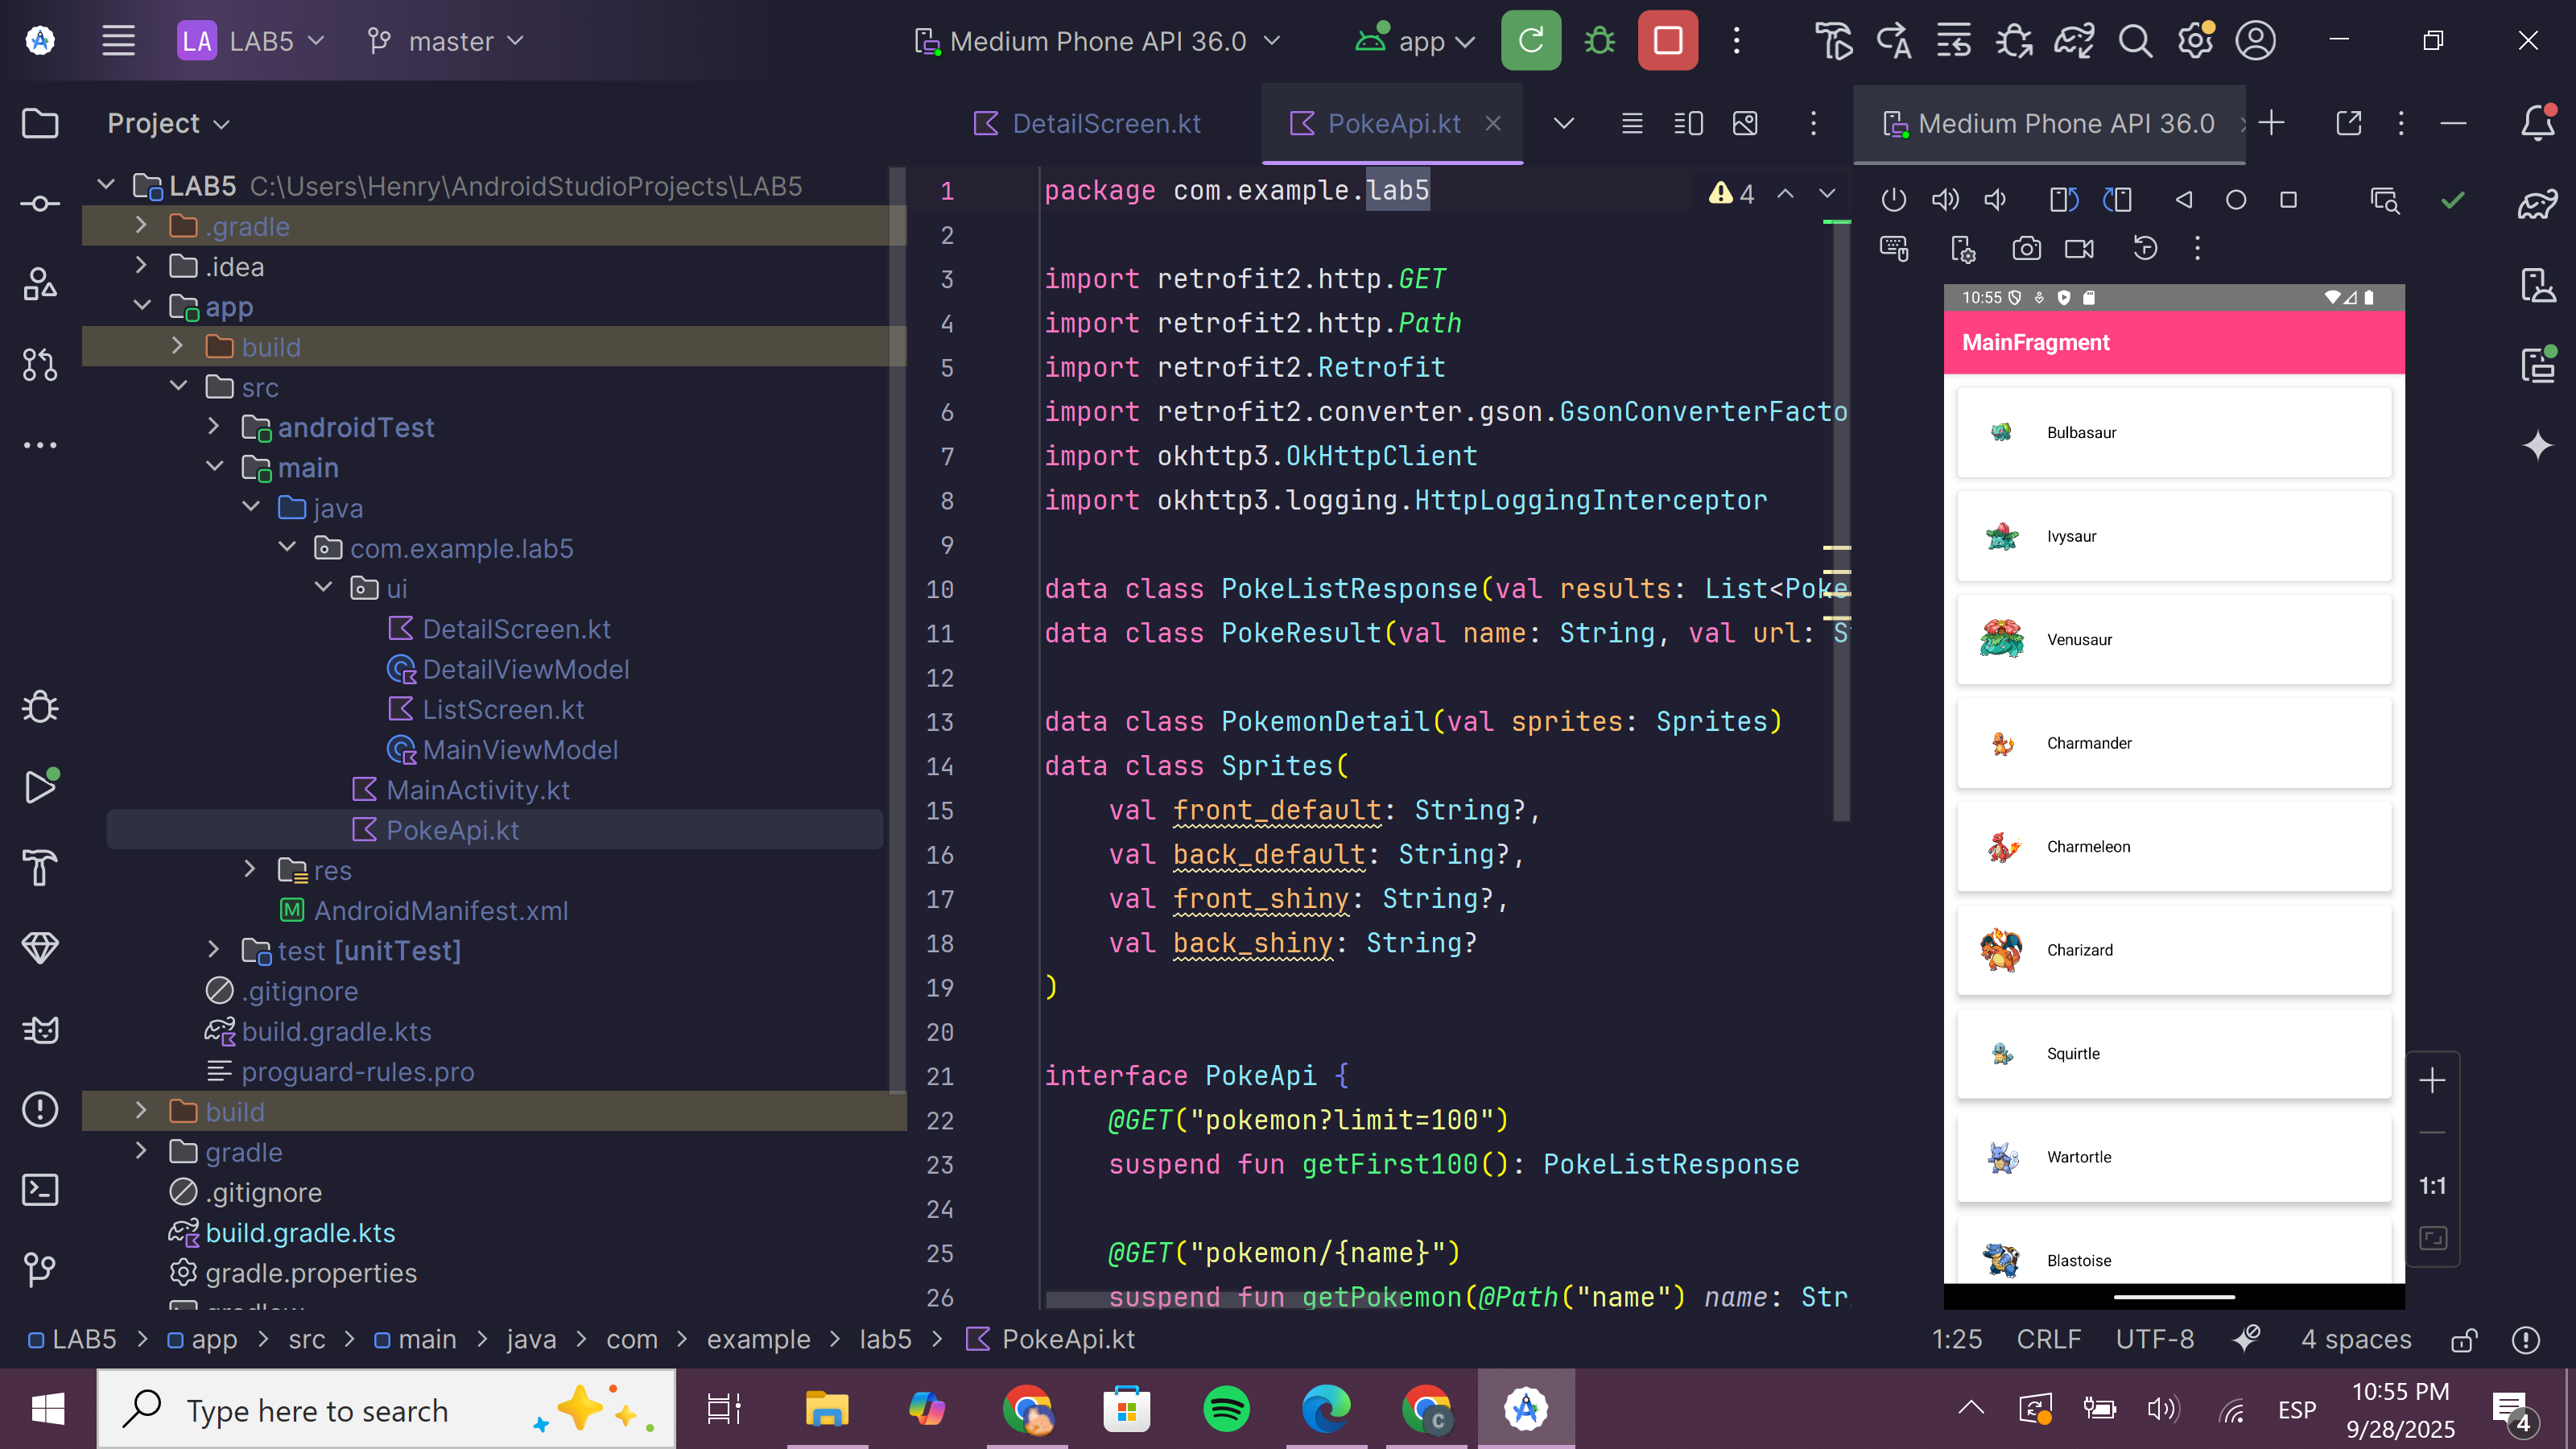 LA LAB5 master Medium Phone API 36.0 app
Project
DetailScreen.kt PokeApi.kt
Medium Phone API 36.0
LAB5 C:\Users\Henry\AndroidStudioProjects\LAB5
.gradle
.idea
app
build
src
androidTest
main
java
com.example.lab5
ui
DetailScreen.kt
DetailViewModel
ListScreen.kt
MainViewModel
MainActivity.kt
PokeApi.kt
res
AndroidManifest.xml
test [unitTest]
.gitignore
build.gradle.kts
proguard-rules.pro
build
gradle
.gitignore
build.gradle.kts
gradle.properties
4
1 package com.example.lab5
2
3 import retrofit2.http.GET
4 import retrofit2.http.Path
5 import retrofit2.Retrofit
6 import retrofit2.converter.gson.GsonConverterFacto
7 import okhttp3.OkHttpClient
8 import okhttp3.logging.HttpLoggingInterceptor
9
10 data class PokeListResponse(val results: List<Poke
11 data class PokeResult(val name: String, val url: S
12
13 data class PokemonDetail(val sprites: Sprites)
14 data class Sprites(
15 val front_default: String?,
16 val back_default: String?,
17 val front_shiny: String?,
18 val back_shiny: String?
19 )
20
21 interface PokeApi {
22 @GET("pokemon?limit=100")
23 suspend fun getFirst100(): PokeListResponse
24
25 @GET("pokemon/{name}")
26 suspend fun getPokemon(@Path("name") name: Str
10:55
MainFragment
Bulbasaur
Ivysaur
Venusaur
Charmander
Charmeleon
Charizard
Squirtle
Wartortle
Blastoise
1:1
LAB5 > app > src > main > java > com > example > lab5 > PokeApi.kt
1:25 CRLF UTF-8 4 spaces
Type here to search
ESP
10:55 PM
9/28/2025
4